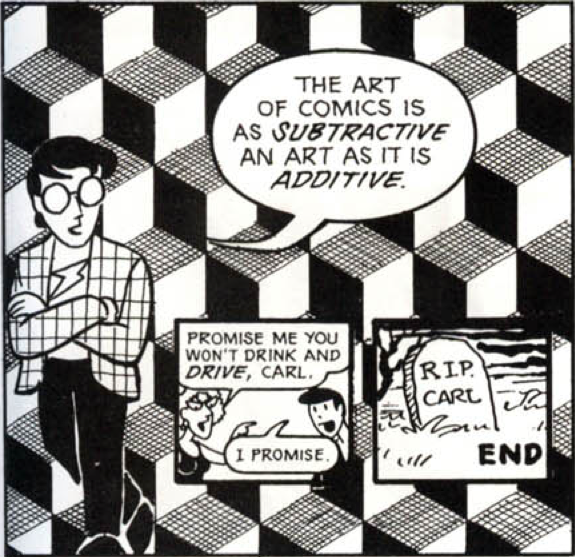 THE ART
OF COMICS IS
AS SUBTRACTIVE
AN ART AS IT IS
ADDITIVE.
PROMISE ME YOU
WON'T DRINK AND
DRIVE, CARL.
I PROMISE.
R.I.P.
CARL
END